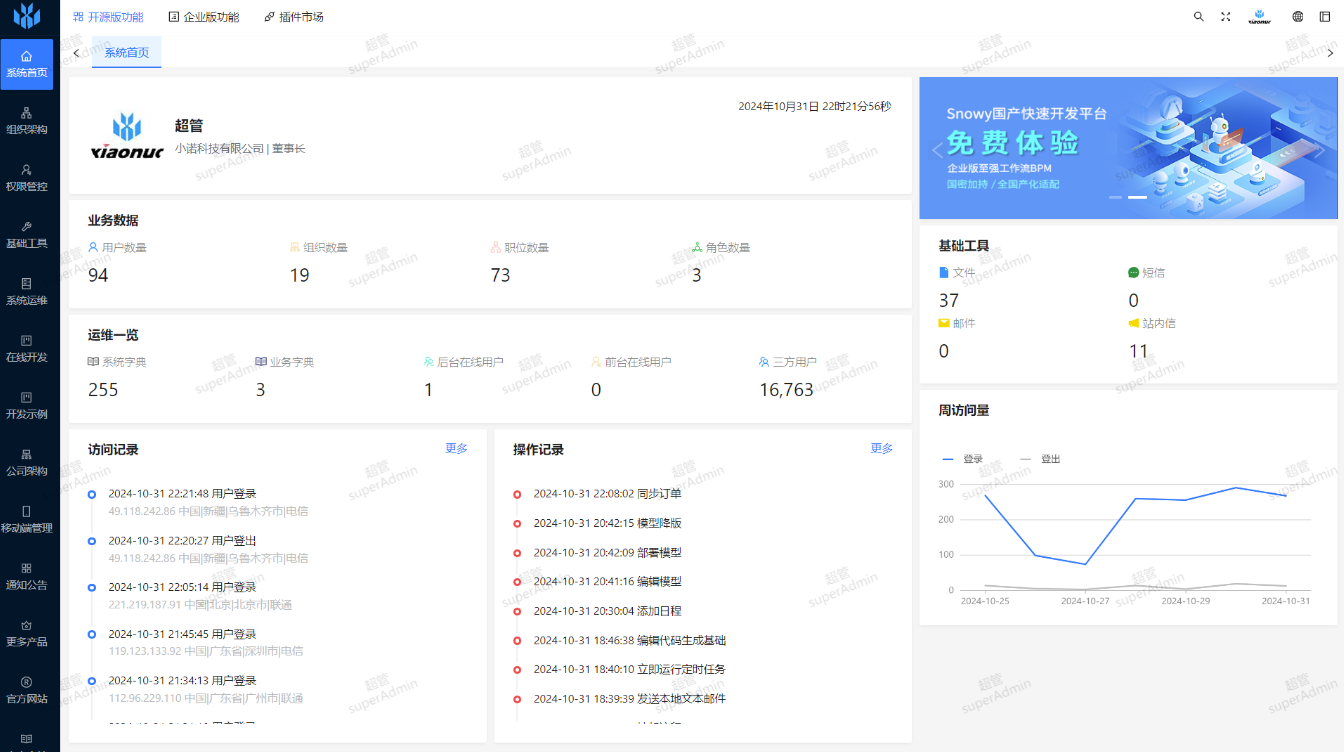 开源版功能
企业版功能
插件市场
系统首页
系统首页
组织架构
权限管控
基础工具
系统运维
在线开发
开发示例
公司架构
移动端管理
通知公告
更多产品
官方网站
xiaonuo
超管
小诺科技有限公司 | 董事长
2024年10月31日 22时21分56秒
业务数据
用户数量
94
组织数量
19
职位数量
73
角色数量
3
运维一览
系统字典
255
业务字典
3
后台在线用户
1
前台在线用户
0
三方用户
16,763
访问记录
更多
2024-10-31 22:21:48 用户登录
49.118.242.86 中国|新疆|乌鲁木齐市|电信
2024-10-31 22:20:27 用户登出
49.118.242.86 中国|新疆|乌鲁木齐市|电信
2024-10-31 22:05:14 用户登录
221.219.187.91 中国|北京|北京市|联通
2024-10-31 21:45:45 用户登录
119.123.133.92 中国|广东省|深圳市|电信
2024-10-31 21:34:13 用户登录
112.96.229.110 中国|广东省|广州市|联通
操作记录
更多
2024-10-31 22:08:02 同步订单
2024-10-31 20:42:15 模型降版
2024-10-31 20:42:09 部署模型
2024-10-31 20:41:16 编辑模型
2024-10-31 20:30:04 添加日程
2024-10-31 18:46:38 编辑代码生成基础
2024-10-31 18:40:10 立即运行定时任务
2024-10-31 18:39:39 发送本地文本邮件
Snowy国产快速开发平台
免费体验
企业版至强工作流BPM
国密加持 / 全国产化适配
基础工具
文件
37
短信
0
邮件
0
站内信
11
周访问量
登录
登出
300
200
100
0
2024-10-25
2024-10-27
2024-10-29
2024-10-31
超管
superAdmin